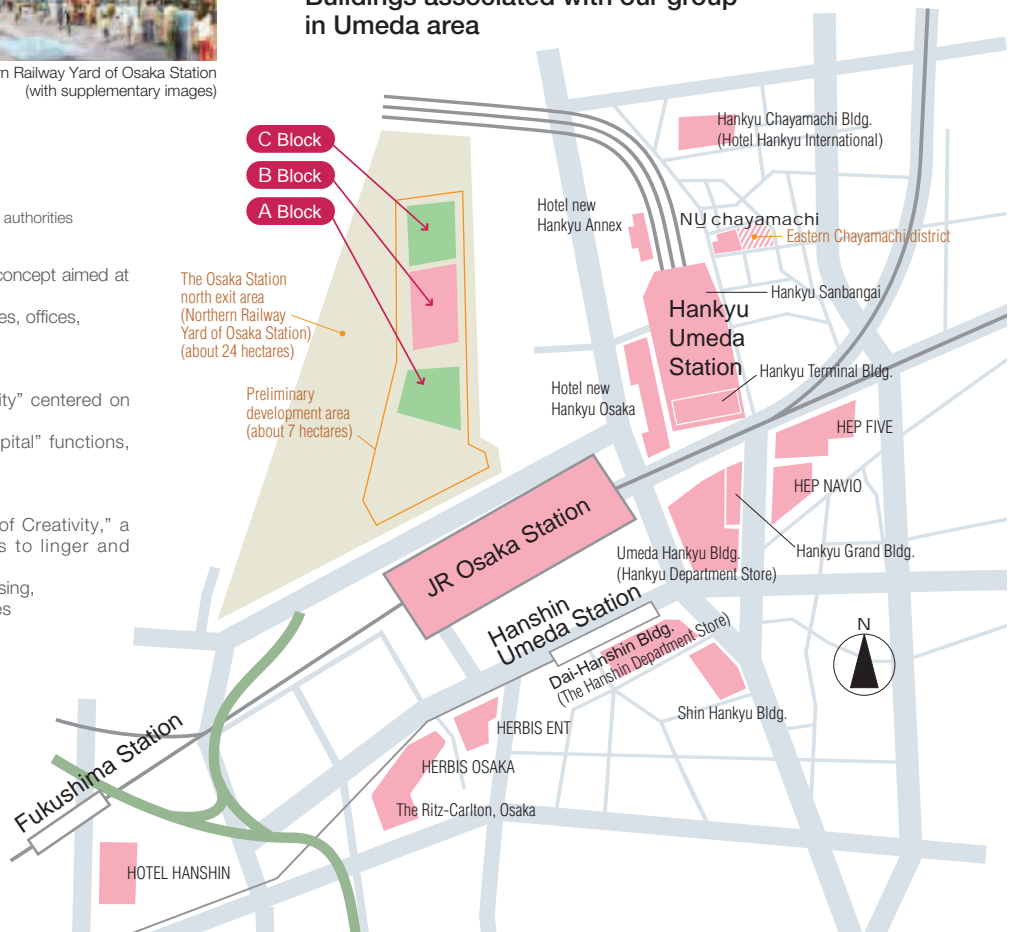 Buildings associated with our group
in Umeda area
rn Railway Yard of Osaka Station
(with supplementary images)
authorities
concept aimed at
es, offices,
ity” centered on
pital” functions,
of Creativity,” a
s to linger and
sing,
es
C Block
B Block
A Block
The Osaka Station
north exit area
(Northern Railway
Yard of Osaka Station)
(about 24 hectares)
Preliminary
development area
(about 7 hectares)
Hankyu Chayamachi Bldg.
(Hotel Hankyu International)
Hotel new
Hankyu Annex
NU chayamachi
Eastern Chayamachi district
Hankyu Sanbangai
Hankyu
Umeda
Station
Hankyu Terminal Bldg.
Hotel new
Hankyu Osaka
HEP FIVE
HEP NAVIO
Hankyu Grand Bldg.
Umeda Hankyu Bldg.
(Hankyu Department Store)
JR Osaka Station
Hanshin
Umeda Station
Dai-Hanshin Bldg.
(The Hanshin Department Store)
N
Shin Hankyu Bldg.
HERBIS ENT
HERBIS OSAKA
The Ritz-Carlton, Osaka
Fukushima Station
HOTEL HANSHIN